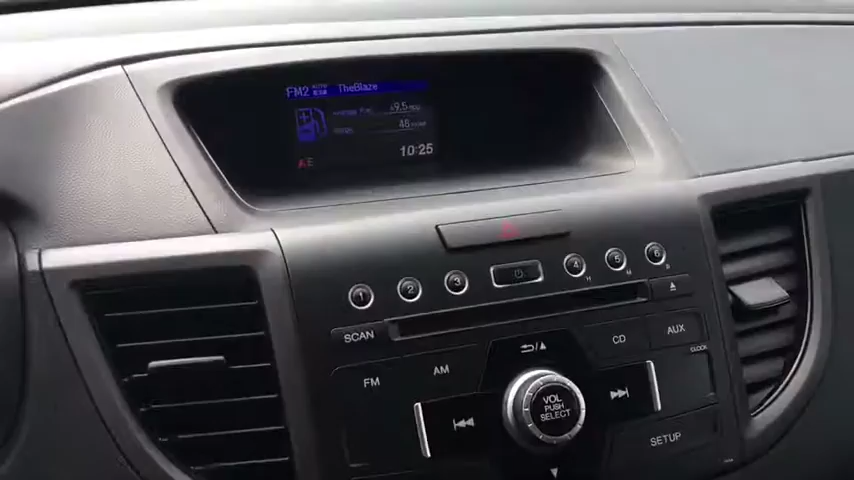 FM2 TheBlaze
10:25
1
2
3
4
5
6
H
M
R
SCAN
CD
AUX
CLOCK
FM
AM
VOL
PUSH
SELECT
SETUP